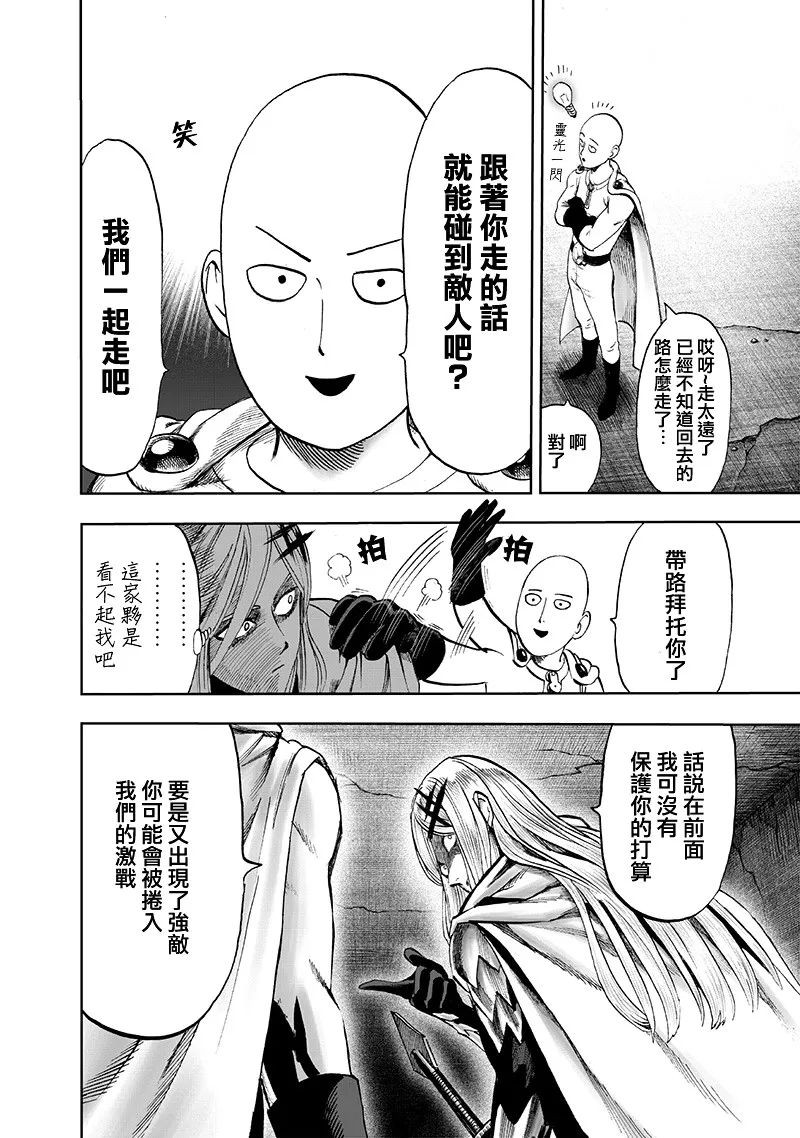 靈光一閃
哎呀~走太遠了
已經不知道回去的
路怎麼走了…
啊
對了
跟著你走的話
就能碰到敵人吧?
笑
我們一起走吧
帶路拜托你了
拍
拍
…………
這家夥是
看不起我吧
話説在前面
我可沒有
保護你的打算
要是又出現了強敵
你可能會被捲入
我們的激戰